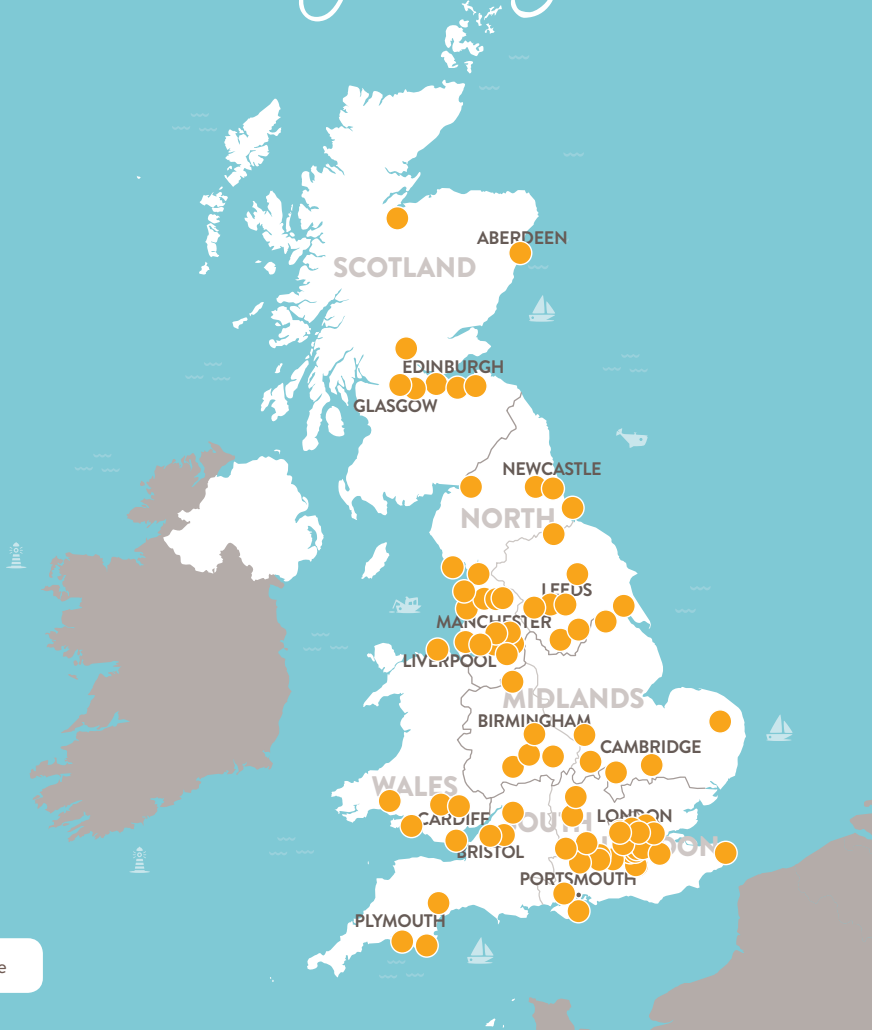 ABERDEEN
SCOTLAND
EDINBURGH
GLASGOW
NEWCASTLE
NORTH
LEEDS
MANCHESTER
LIVERPOOL
MIDLANDS
BIRMINGHAM
CAMBRIDGE
WALES
CARDIFF
LONDON
BRISTOL
PORTSMOUTH
PLYMOUTH
e